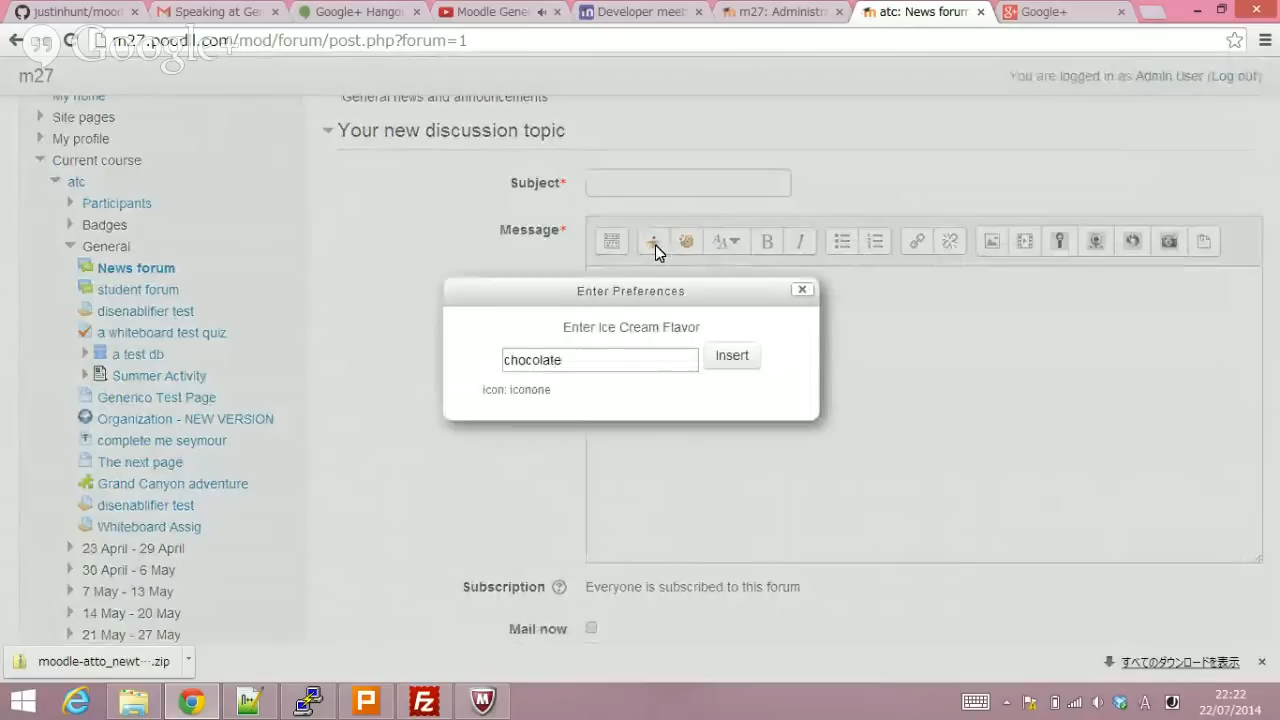 justinhunt/mood
Speaking at Ger
Google+ Hango
Moodle Gener
Developer meet
m27: Administra
atc: News forum
Google+
m27.poodll.com/mod/forum/post.php?forum=1
Google+
m27
You are logged in as Admin User (Log out)
My home
General news and announcements
Site pages
Your new discussion topic
My profile
Current course
atc
Subject*
Participants
Badges
Message*
General
News forum
student forum
Enter Preferences
disenablifier test
Enter Ice Cream Flavor
a whiteboard test quiz
a test db
chocolate
Insert
Summer Activity
icon: iconone
Generico Test Page
Organization - NEW VERSION
complete me seymour
The next page
Grand Canyon adventure
disenablifier test
Whiteboard Assig
23 April - 29 April
30 April - 6 May
Subscription
Everyone is subscribed to this forum
7 May - 13 May
14 May - 20 May
Mail now
21 May - 27 May
moodle-atto_newt....zip
すべてのダウンロードを表示
22:22
22/07/2014